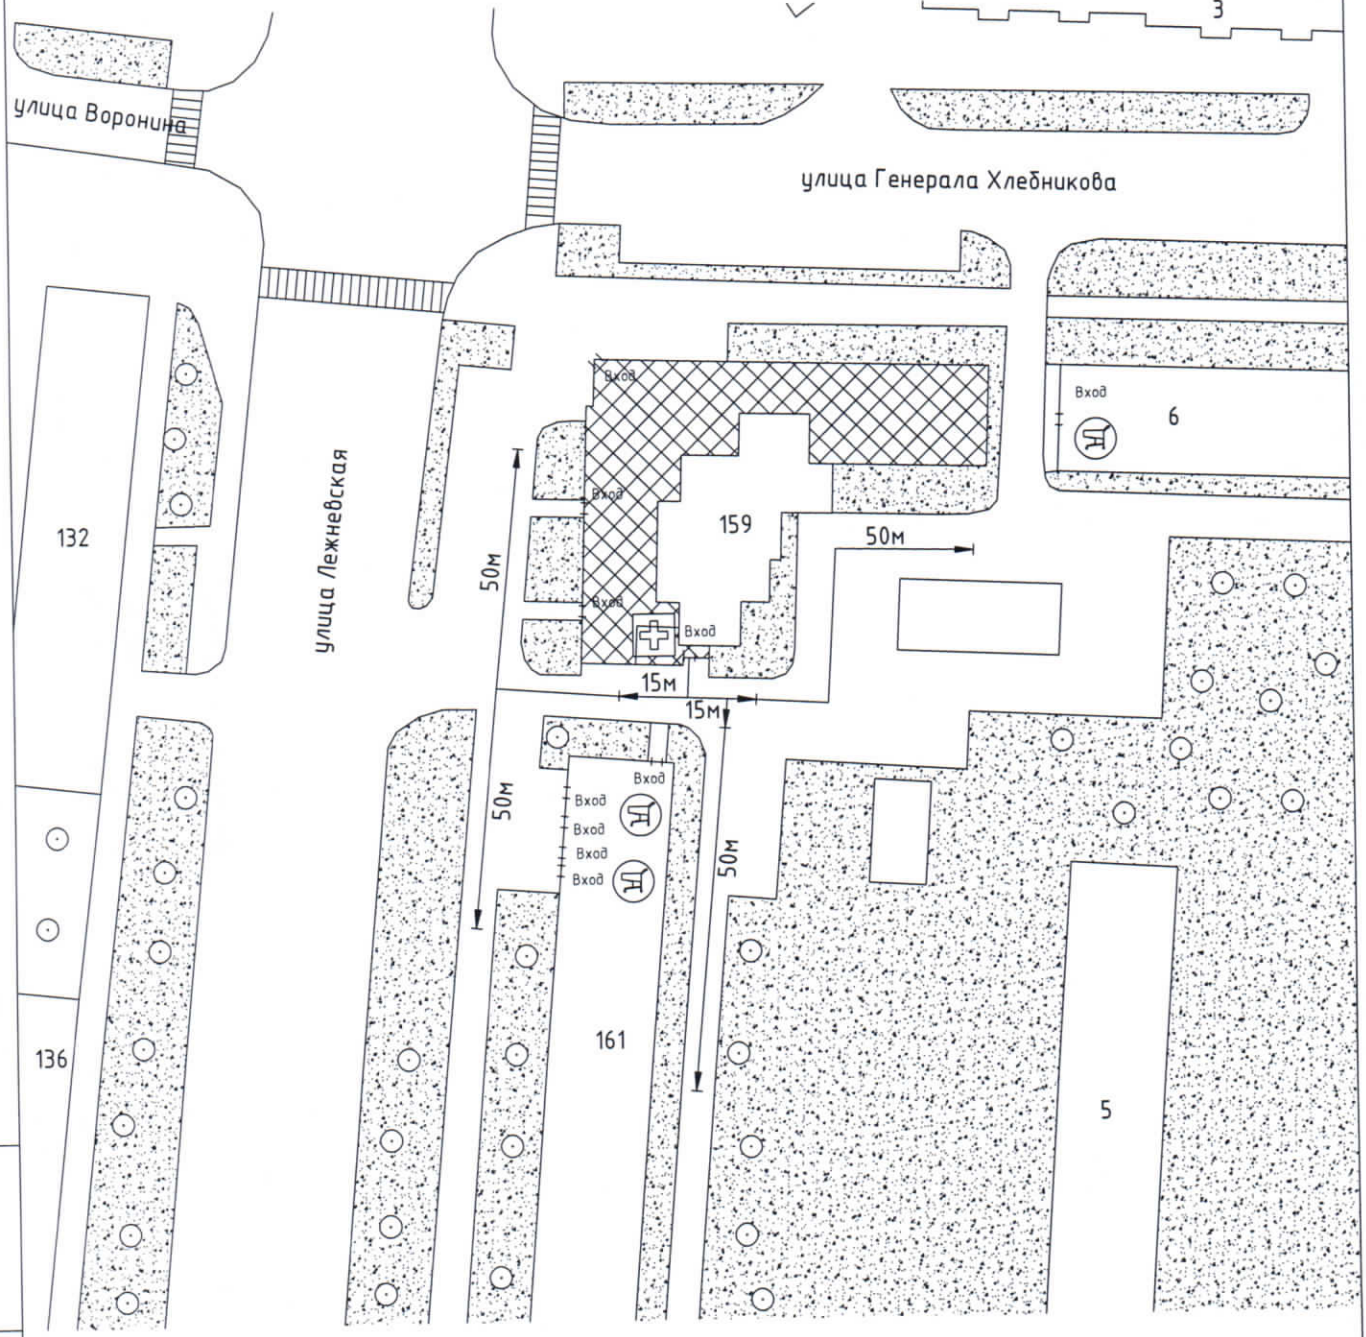 3
улица Воронина
улица Генерала Хлебникова
Вход
Вход
6
132
улица Лежневская
Вход
159
50м
50м
Вход
Вход
15м
15м
Вход
50м
Вход
Вход
Вход
Вход
50м
161
136
5